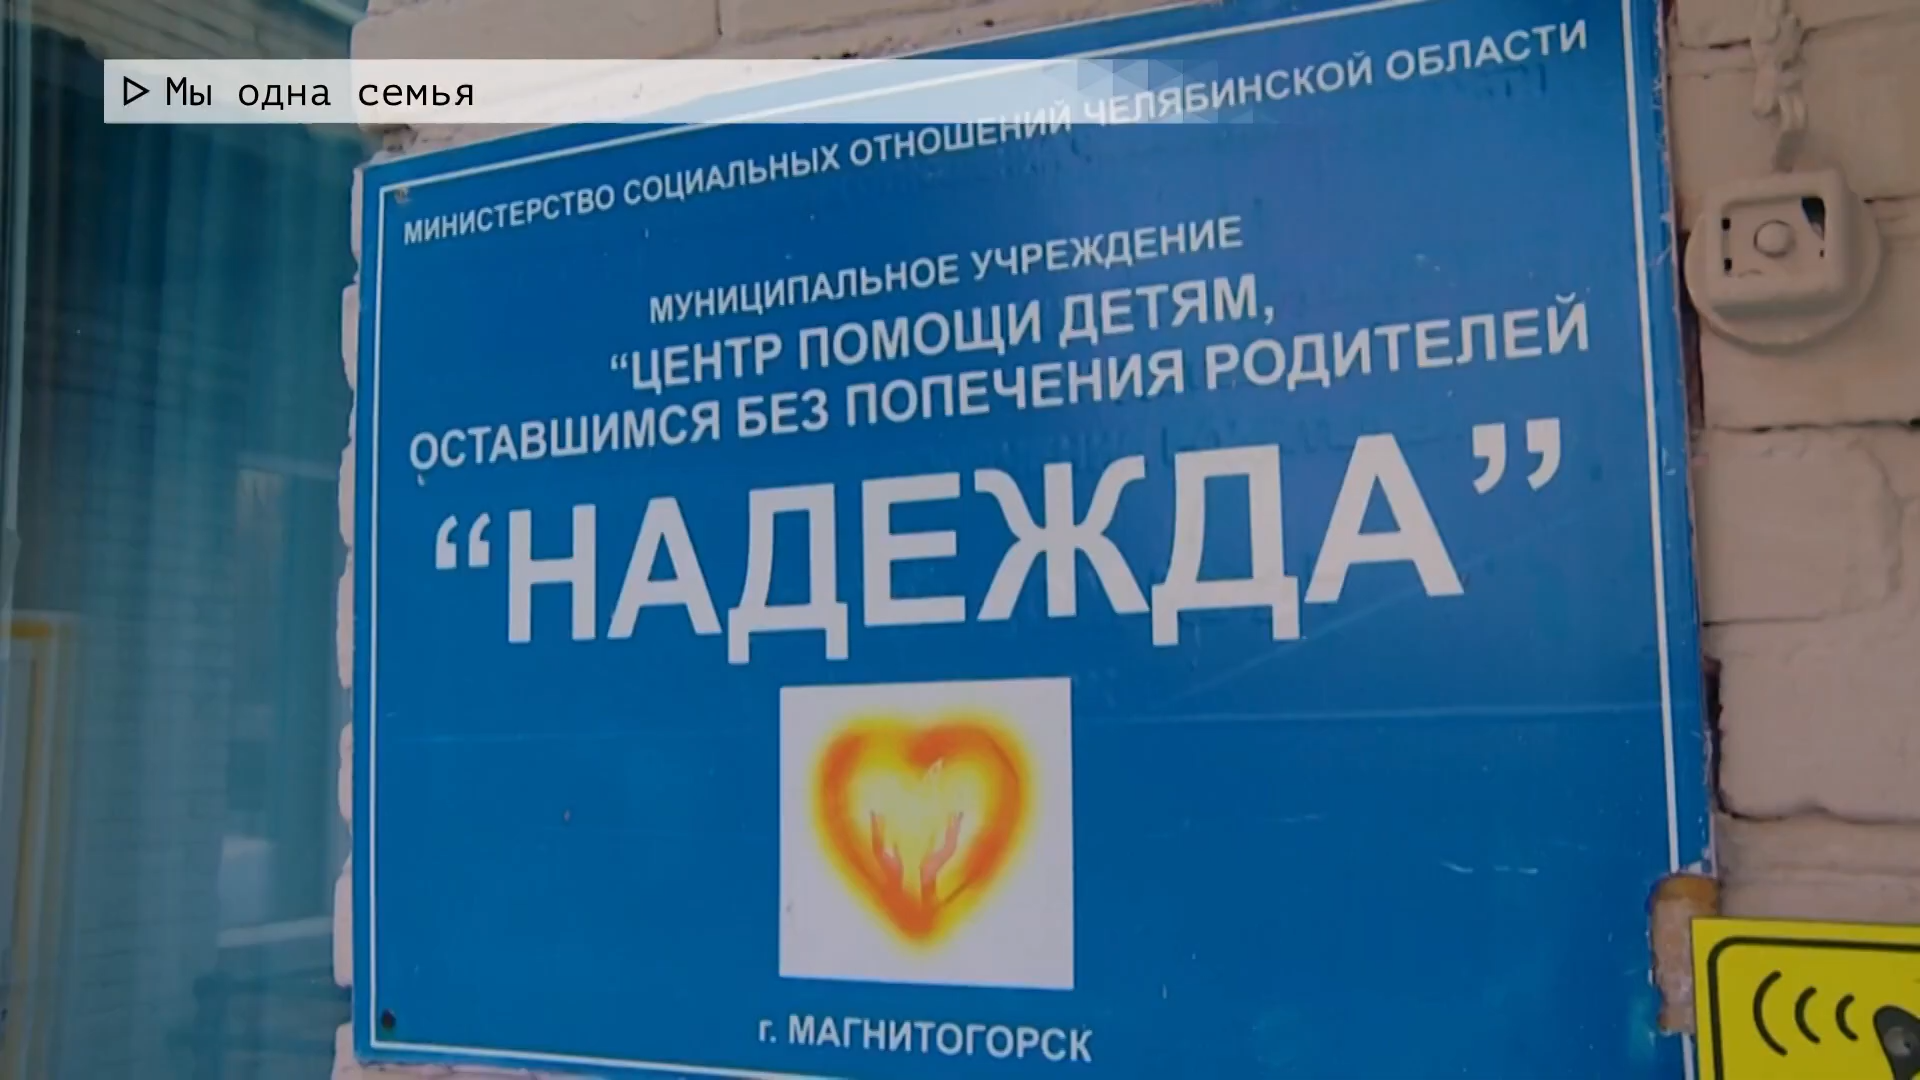 Мы одна семья
МИНИСТЕРСТВО СОЦИАЛЬНЫХ ОТНОШЕНИЙ ЧЕЛЯБИНСКОЙ ОБЛАСТИ
МУНИЦИПАЛЬНОЕ УЧРЕЖДЕНИЕ
“ЦЕНТР ПОМОЩИ ДЕТЯМ,
ОСТАВШИМСЯ БЕЗ ПОПЕЧЕНИЯ РОДИТЕЛЕЙ
“НАДЕЖДА”
г. МАГНИТОГОРСК